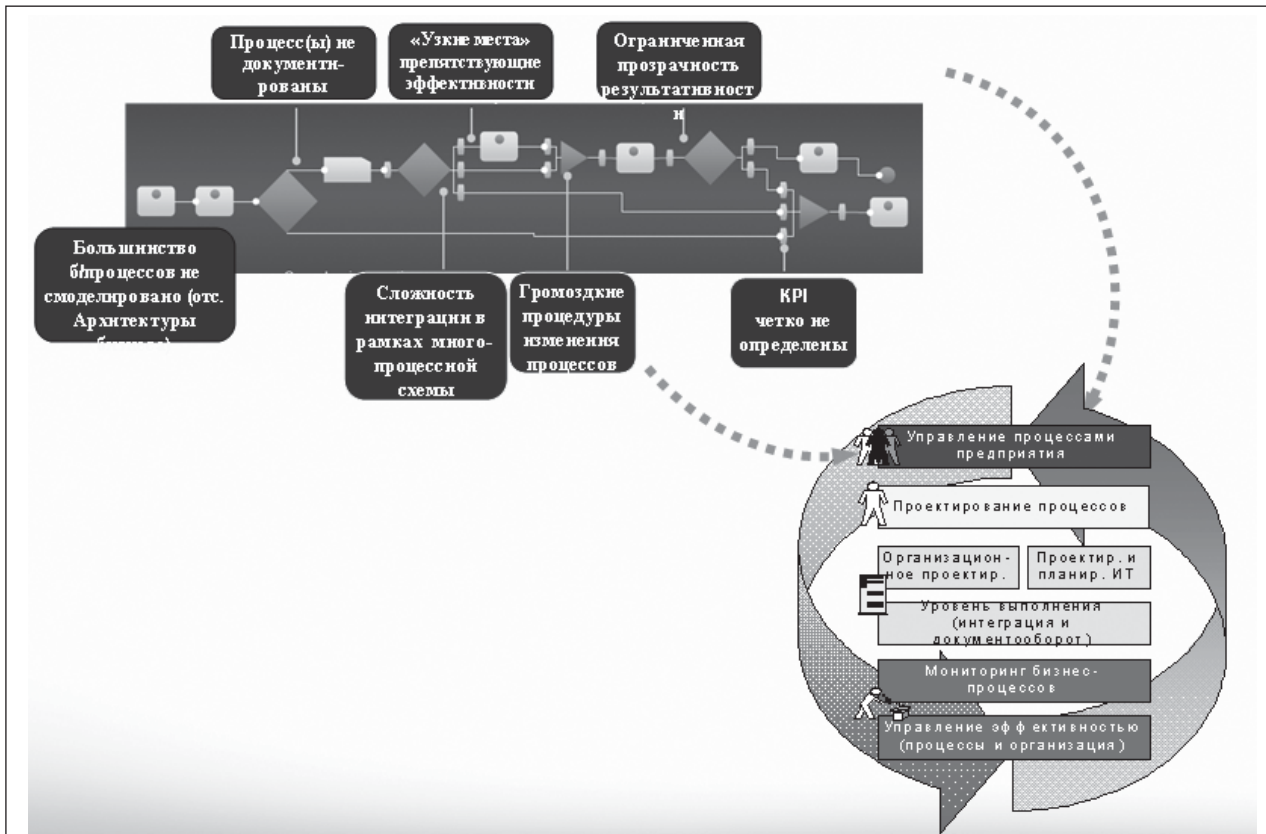 Процесс(ы) не
докумептн-
рованы
«Узкие места»
препятствующие
эффективности
Ограниченная
прозрачность
результативност
и
Большинство
б/процессов не
смоделировано (отс.
Архитектуры
Сложность
интеграции в
рамках много-
процессной
схемы
Громоздкие
процедуры
изменения
процессов
KPI
четко не
определены
Управление процессами
предприятия
Проектирование процессов
Организацион-
ное проектир.
Проектир. и
планир. ИТ
Уровень выполнения
(интеграция и
документооборот)
Мониторинг бизнес-
процессов
Управление эффективностью
(процессы и организация)